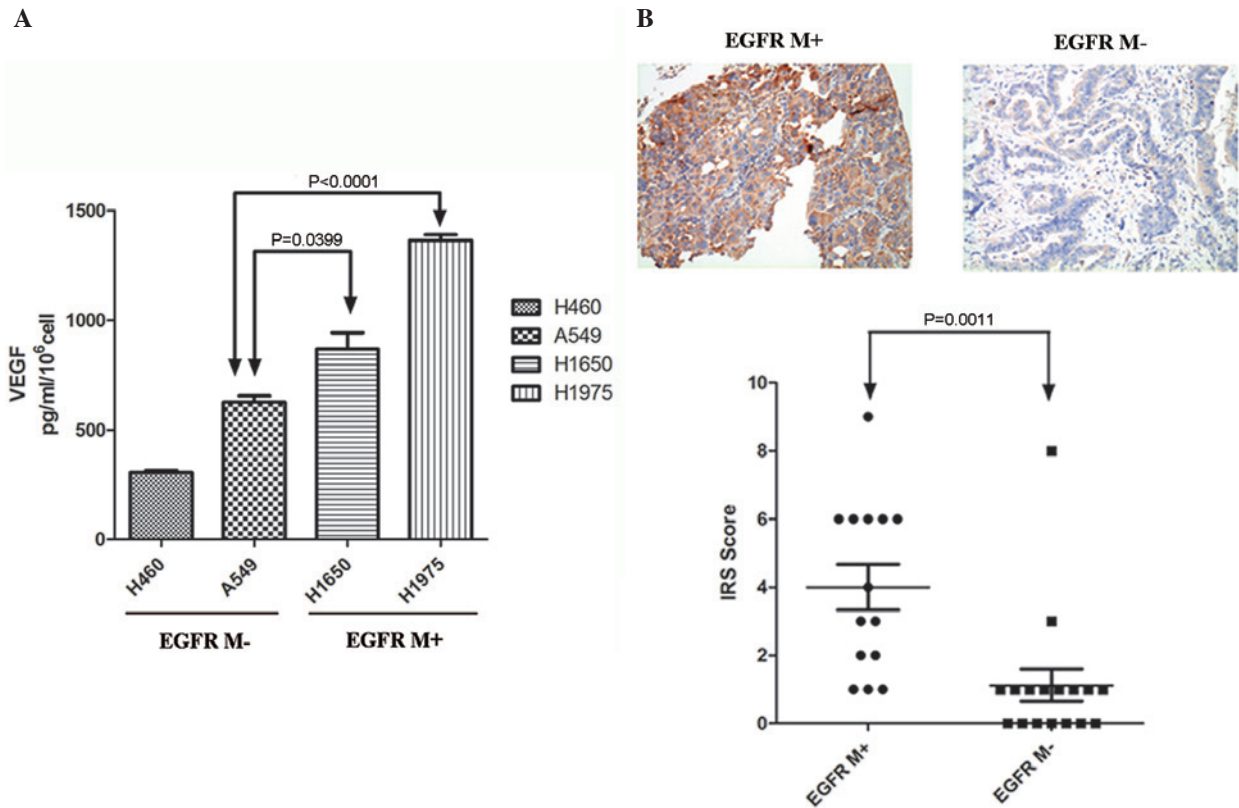 A
P<0.0001
P=0.0399
1500
1000
500
0
VEGF
pg/ml/10⁶cell
H460
A549
H1650
H1975
H460
A549
H1650
H1975
EGFR M-
EGFR M+
B
EGFR M+
EGFR M-
P=0.0011
10
8
6
4
2
0
IRS Score
EGFR M+
EGFR M-